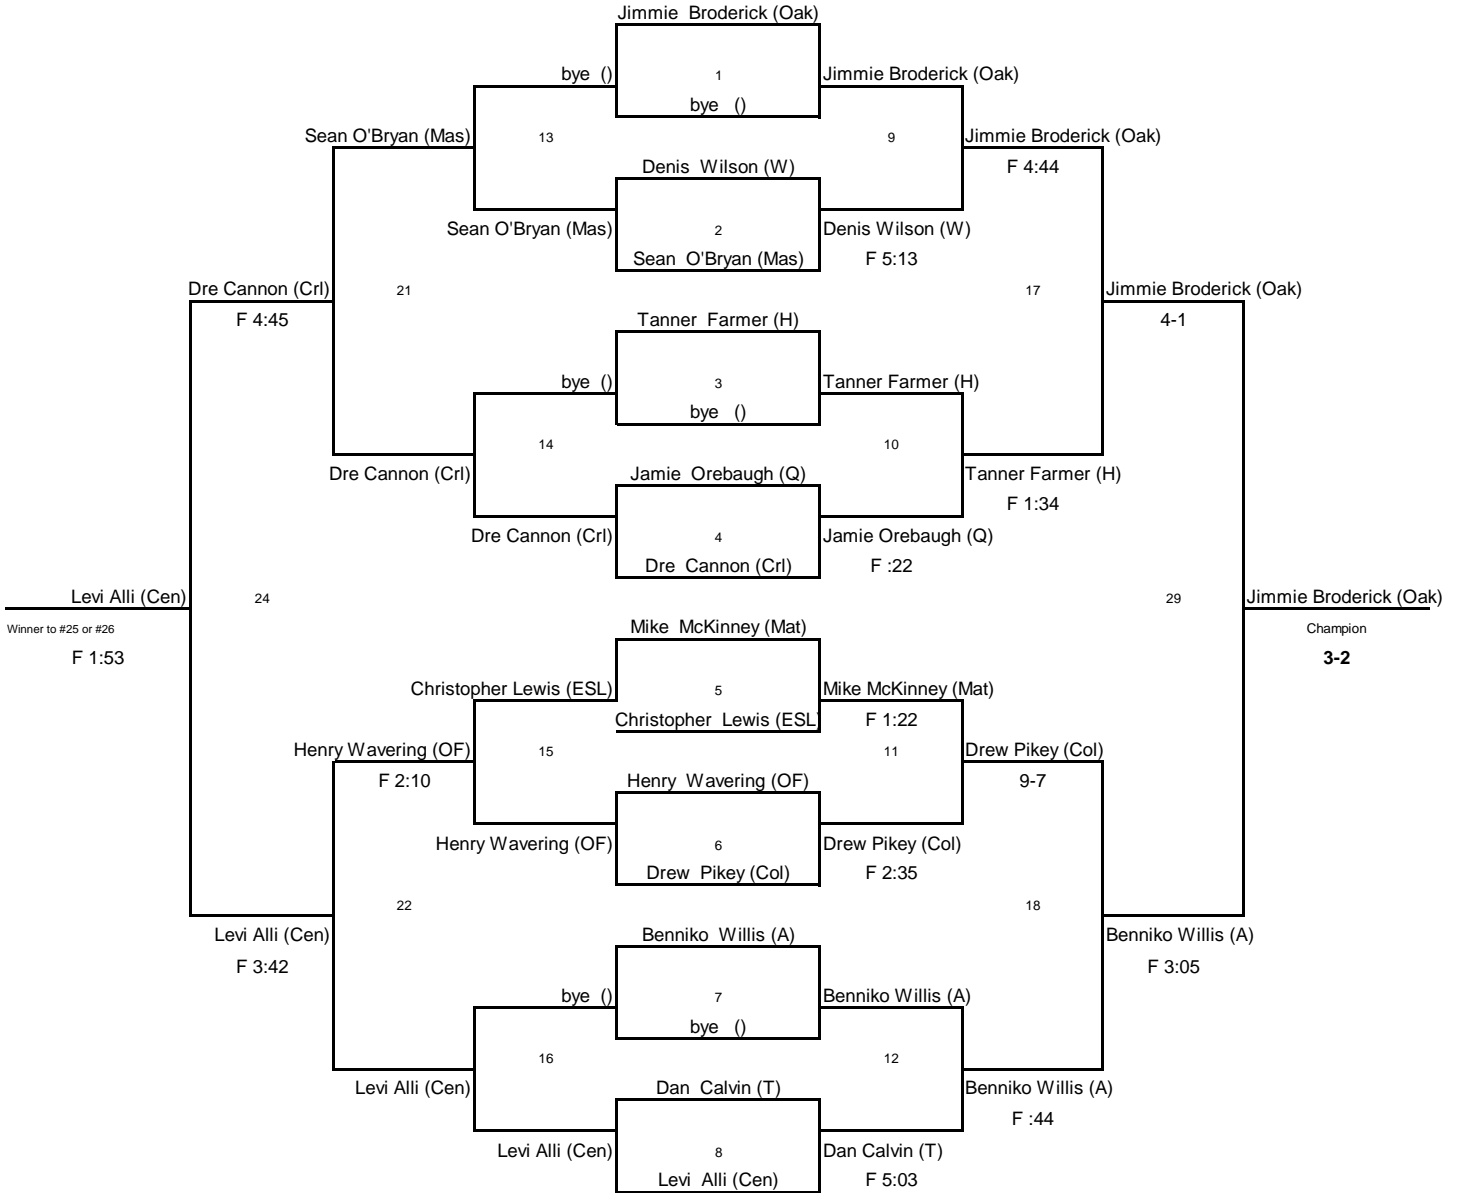 Jimmie Broderick (Oak)
bye () 1 Jimmie Broderick (Oak)
bye ()
Sean O'Bryan (Mas) 13 9 Jimmie Broderick (Oak)
Denis Wilson (W) F 4:44
Sean O'Bryan (Mas) 2 Denis Wilson (W)
Sean O'Bryan (Mas) F 5:13
Dre Cannon (Crl) 21 17 Jimmie Broderick (Oak)
F 4:45 Tanner Farmer (H) 4-1
bye () 3 Tanner Farmer (H)
bye ()
14 10
Dre Cannon (Crl) Jamie Orebaugh (Q) Tanner Farmer (H)
F 1:34
Dre Cannon (Crl) 4 Jamie Orebaugh (Q)
Dre Cannon (Crl) F :22
Levi Alli (Cen) 24 29 Jimmie Broderick (Oak)
Winner to #25 or #26 Mike McKinney (Mat) Champion
F 1:53 3-2
Christopher Lewis (ESL) 5 Mike McKinney (Mat)
Christopher Lewis (ESL) F 1:22
Henry Wavering (OF) 15 11 Drew Pikey (Col)
F 2:10 Henry Wavering (OF) 9-7
Henry Wavering (OF) 6 Drew Pikey (Col)
Drew Pikey (Col) F 2:35
22 18
Levi Alli (Cen) Benniko Willis (A) Benniko Willis (A)
F 3:42 F 3:05
bye () 7 Benniko Willis (A)
bye ()
16 12
Levi Alli (Cen) Dan Calvin (T) Benniko Willis (A)
F :44
Levi Alli (Cen) 8 Dan Calvin (T)
Levi Alli (Cen) F 5:03